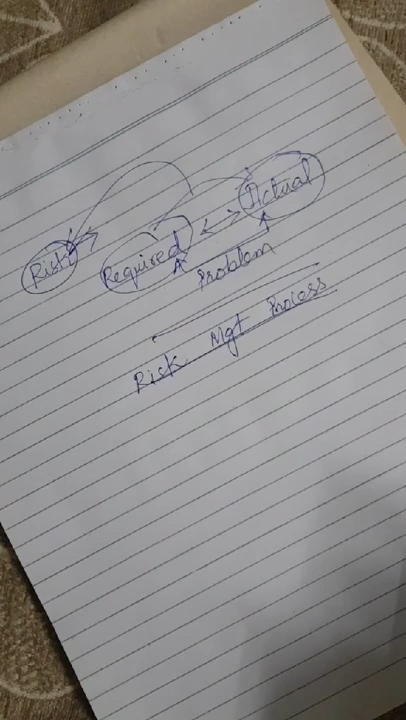 Risk Required Actual
Problem
Risk Mgt Process